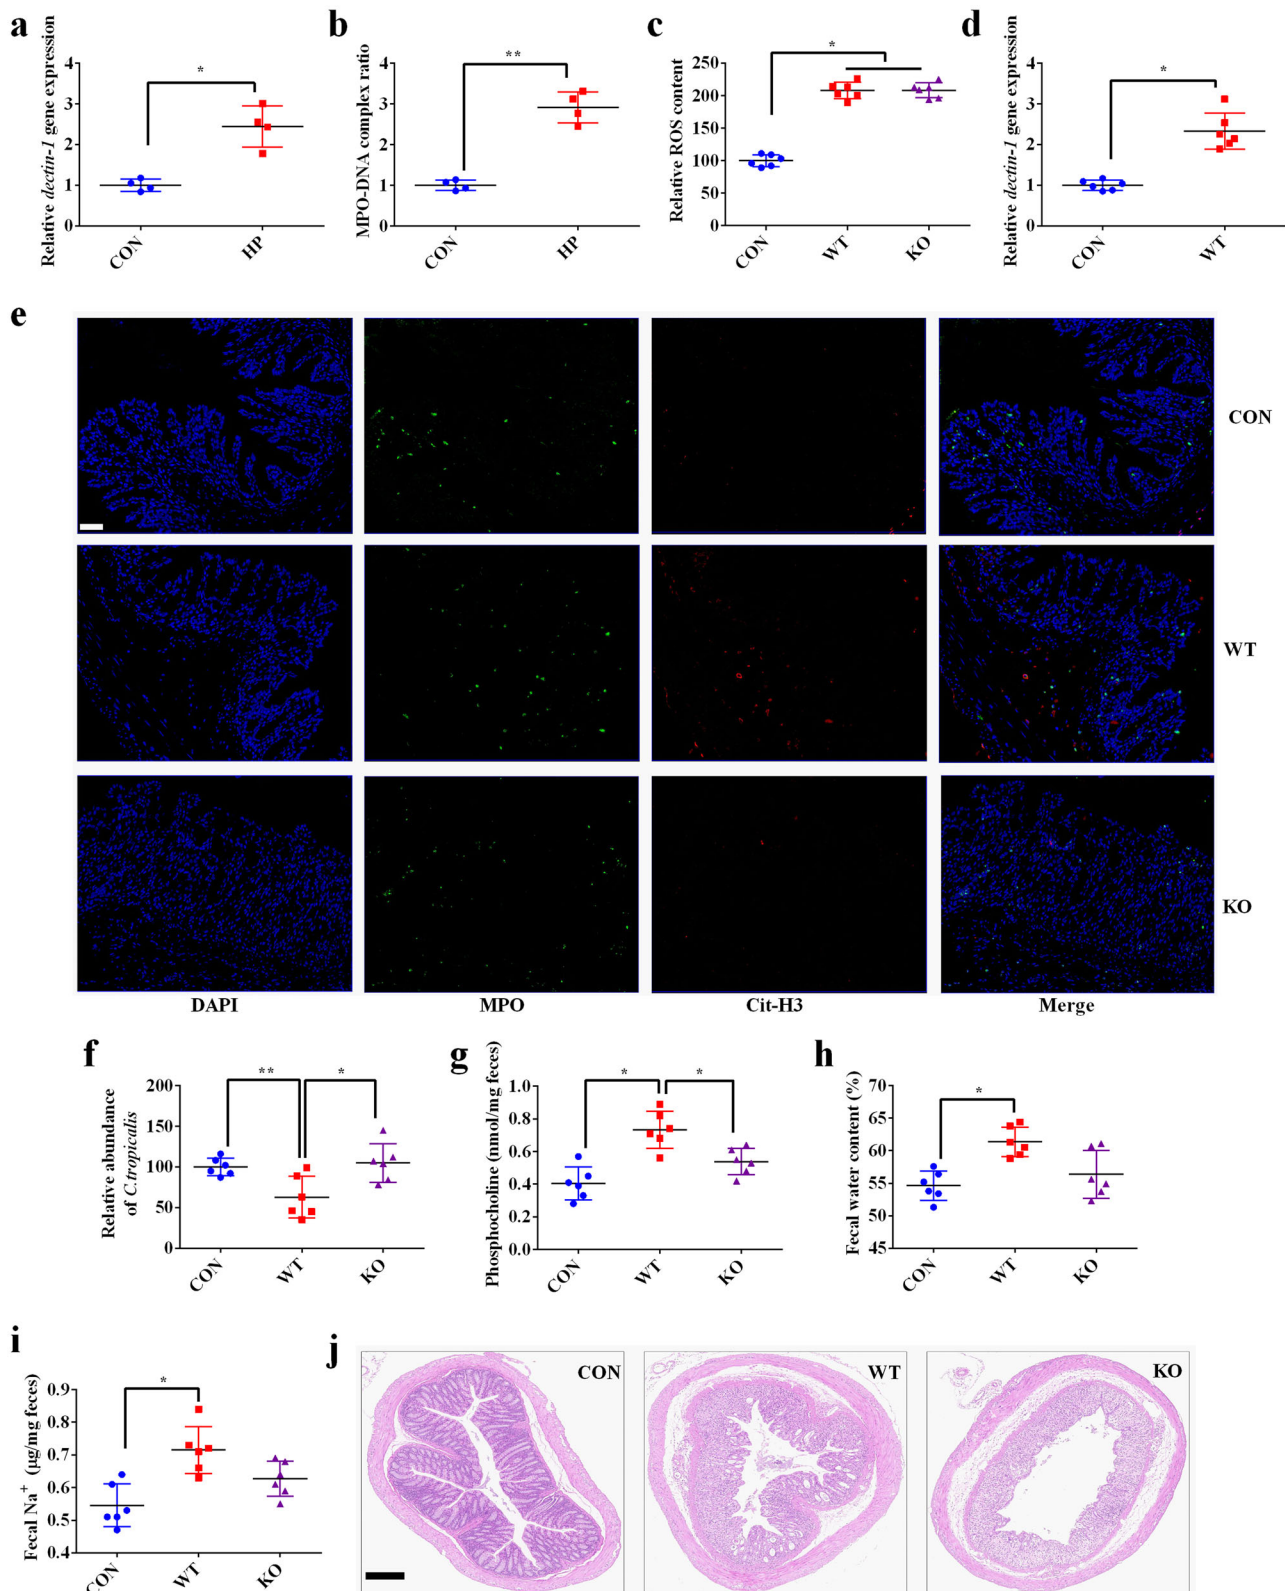 a
Relative dectin-1 gene expression
4
3
2
1
0
*
CON
HP
b
MPO-DNA complex ratio
4
3
2
1
0
**
CON
HP
c
Relative ROS content
250
200
150
100
50
0
*
CON
WT
KO
d
Relative dectin-1 gene expression
4
3
2
1
0
*
CON
WT
e
CON
WT
KO
DAPI
MPO
Cit-H3
Merge
f
Relative abundance
of C.tropicalis
200
150
100
50
0
**
*
CON
WT
KO
g
Phosphocholine (nmol/mg feces)
1.0
0.8
0.6
0.4
0.2
0.0
*
*
CON
WT
KO
h
Fecal water content (%)
70
65
60
55
50
45
*
CON
WT
KO
i
Fecal Na+ (μg/mg feces)
0.9
0.8
0.7
0.6
0.5
0.4
*
CON
WT
KO
j
CON
WT
KO